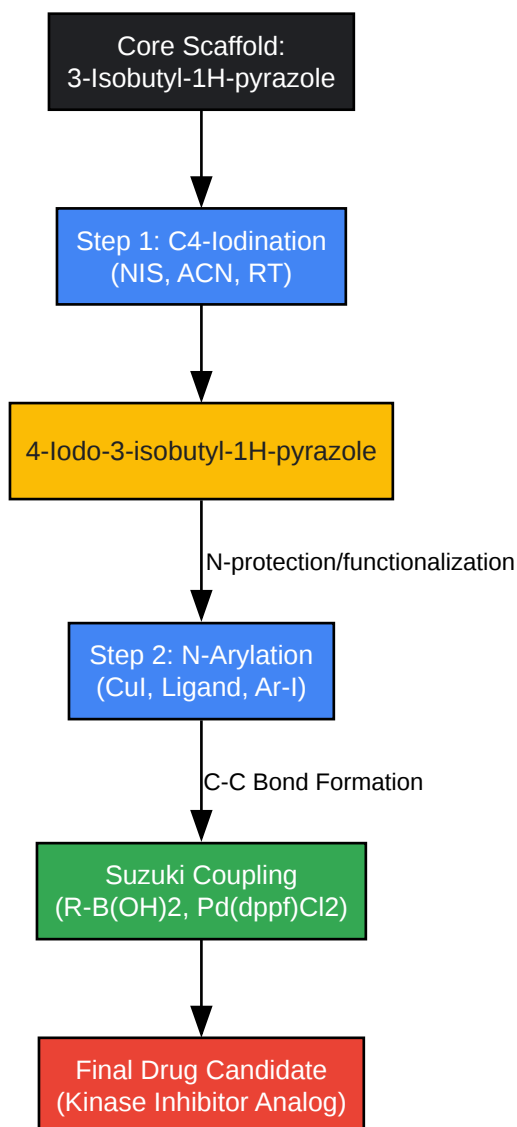 Core Scaffold:
3-Isobutyl-1H-pyrazole
Step 1: C4-Iodination
(NIS, ACN, RT)
4-Iodo-3-isobutyl-1H-pyrazole
N-protection/functionalization
Step 2: N-Arylation
(CuI, Ligand, Ar-I)
C-C Bond Formation
Suzuki Coupling
(R-B(OH)2, Pd(dppf)Cl2)
Final Drug Candidate
(Kinase Inhibitor Analog)